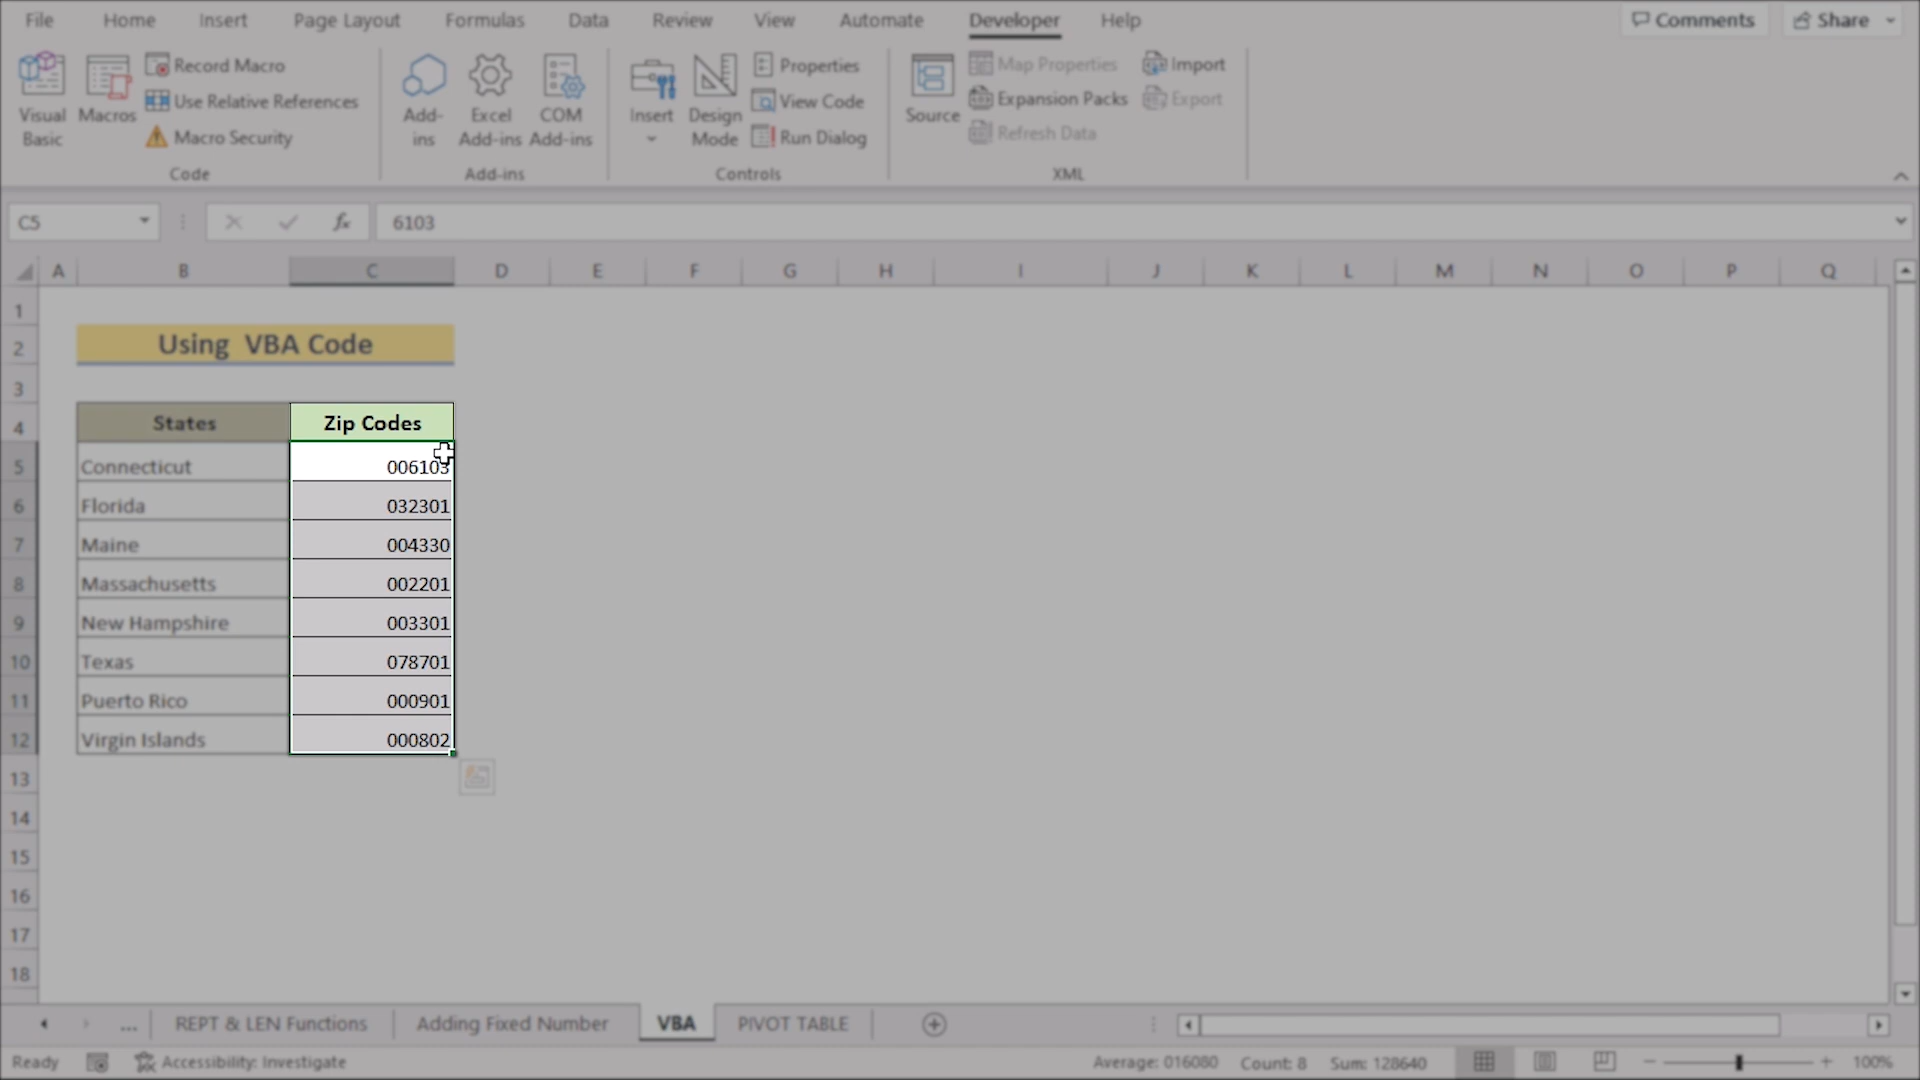 File Home Insert Page Layout Formulas Data Review View Automate Developer Help Comments Share
Visual Basic
Macros
Record Macro
Use Relative References
Macro Security
Code
Add-ins
Excel Add-ins
COM Add-ins
Add-ins
Insert
Design Mode
Properties
View Code
Run Dialog
Controls
Source
Map Properties
Expansion Packs
Refresh Data
Import
Export
XML
C5 fx 6103
A B C D E F G H I J K L M N O P Q
1
2 Using VBA Code
3
4 States Zip Codes
5 Connecticut 006103
6 Florida 032301
7 Maine 004330
8 Massachusetts 002201
9 New Hampshire 003301
10 Texas 078701
11 Puerto Rico 000901
12 Virgin Islands 000802
13
14
15
16
17
18
... REPT & LEN Functions Adding Fixed Number VBA PIVOT TABLE
Ready Accessibility: Investigate Average: 016080 Count: 8 Sum: 128640 100%